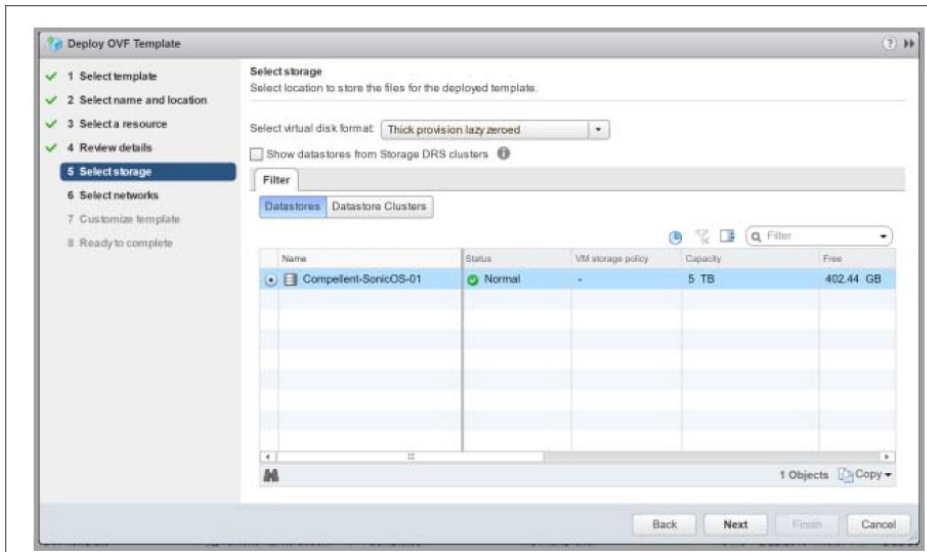 Deploy OVF Template
1 Select template
2 Select name and location
3 Select a resource
4 Review details
5 Select storage
6 Select networks
7 Customize template
8 Ready to complete
Select storage
Select location to store the files for the deployed template.
Select virtual disk format: Thick provision lazy zeroed
Show datastores from Storage DRS clusters
Filter
Datastores Datastore Clusters
Filter
Name Status VM storage policy Capacity Free
Compellent-SonicOS-01 Normal - 5 TB 402.44 GB
1 Objects Copy
Back Next Finish Cancel